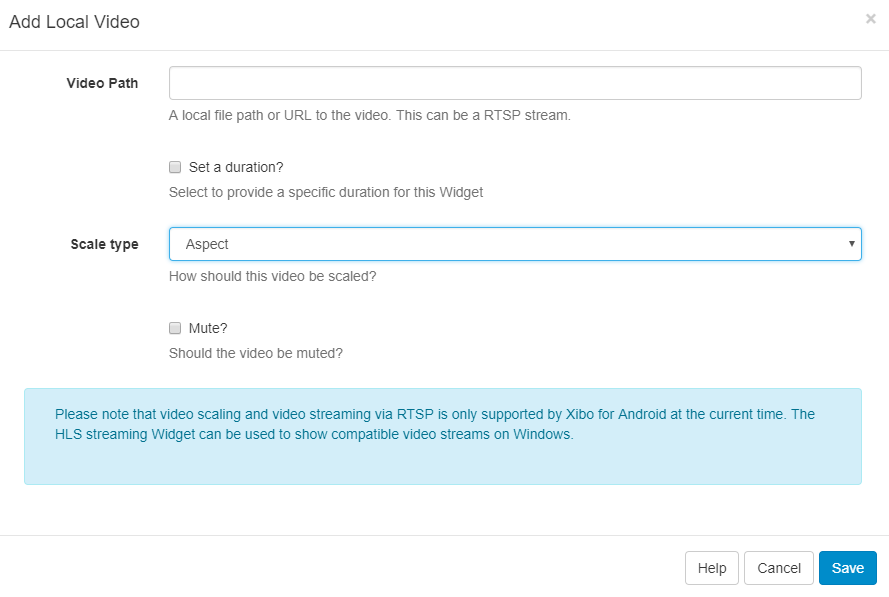 Add Local Video
×
Video Path
A local file path or URL to the video. This can be a RTSP stream.
Set a duration?
Select to provide a specific duration for this Widget
Scale type
Aspect
How should this video be scaled?
Mute?
Should the video be muted?
Please note that video scaling and video streaming via RTSP is only supported by Xibo for Android at the current time. The
HLS streaming Widget can be used to show compatible video streams on Windows.
Help
Cancel
Save